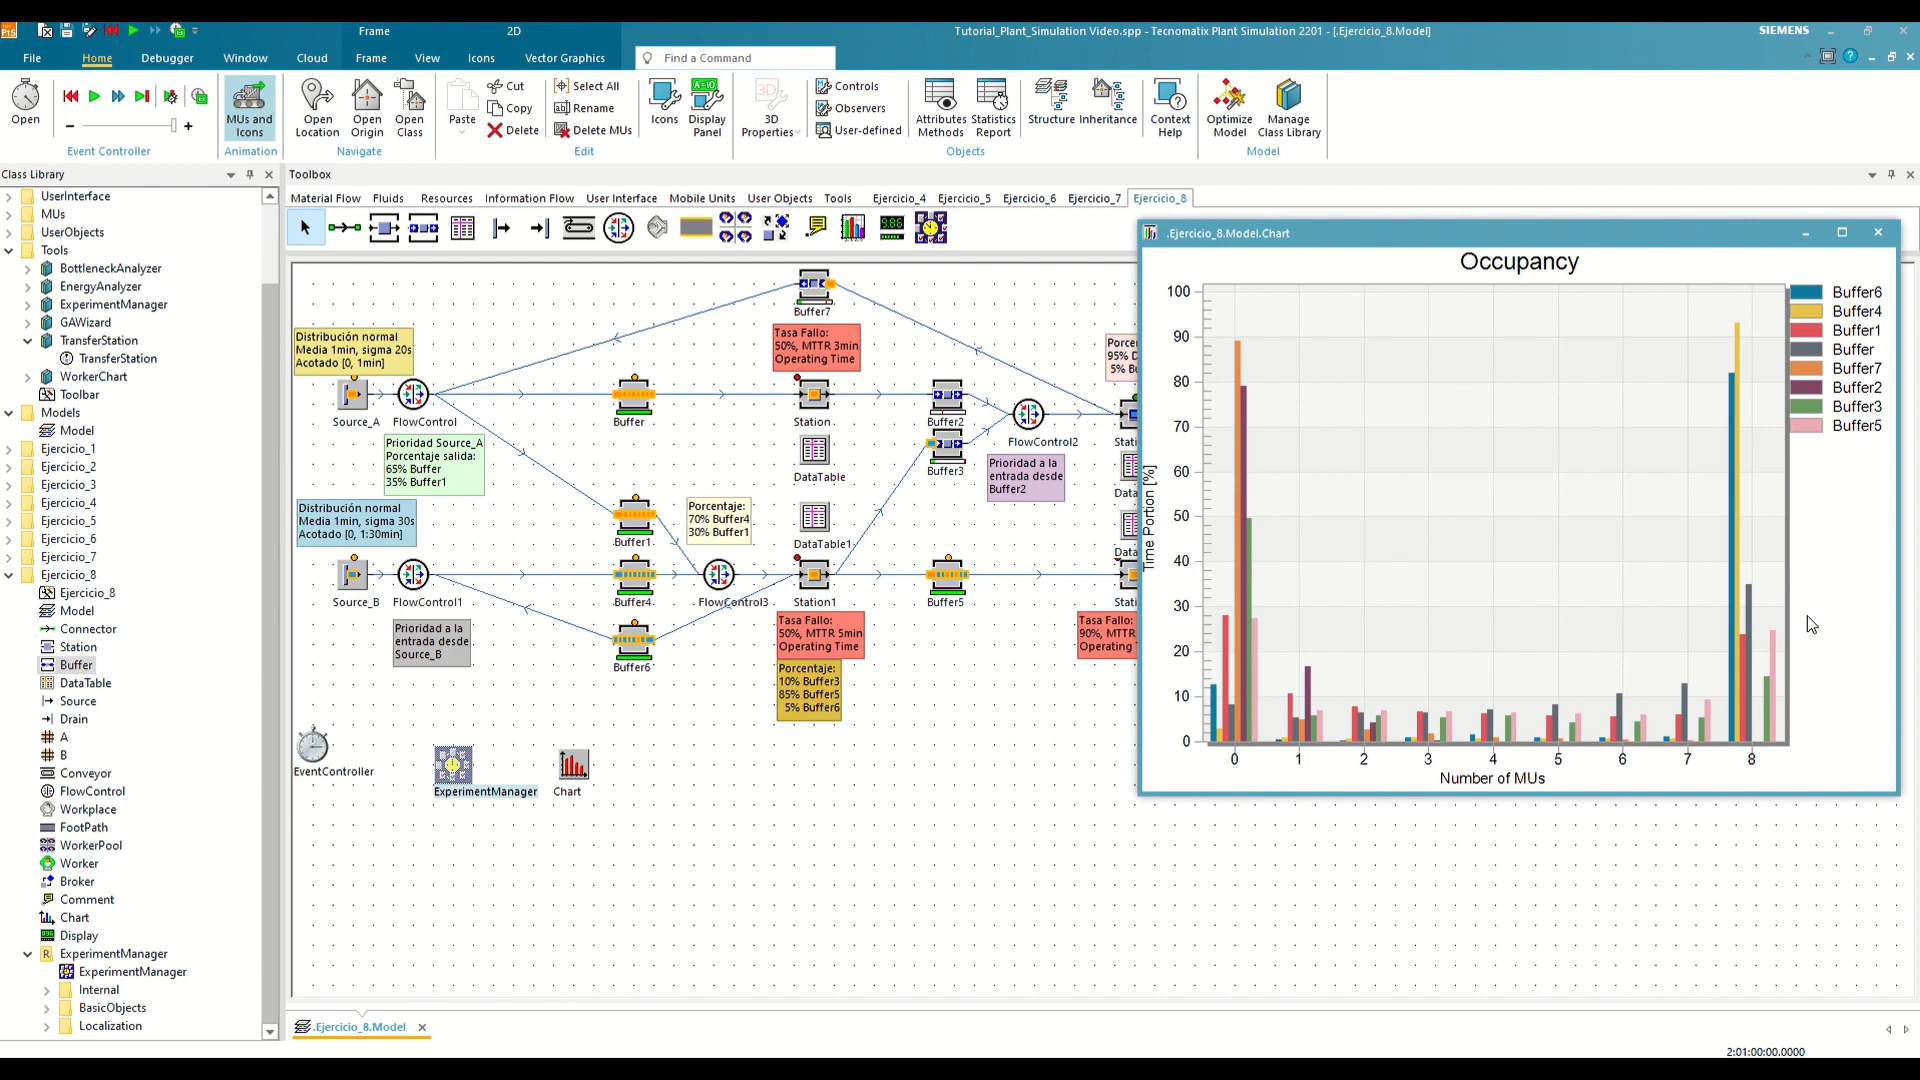 Frame
2D
Tutorial_Plant_Simulation Video.spp - Tecnomatix Plant Simulation 2201 - [.Ejercicio_8.Model]
SIEMENS
File
Home
Debugger
Window
Cloud
Frame
View
Icons
Vector Graphics
Find a Command
Open
MUs and Icons
Open Location
Open Origin
Open Class
Paste
Cut
Copy
Delete
Select All
Rename
Delete MUs
Icons
Display Panel
3D Properties
Controls
Observers
User-defined
Attributes Methods
Statistics Report
Structure
Inheritance
Context Help
Optimize Model
Manage Class Library
Event Controller
Animation
Navigate
Edit
Objects
Model
Class Library
UserInterface
MUs
UserObjects
Tools
BottleneckAnalyzer
EnergyAnalyzer
ExperimentManager
GAWizard
TransferStation
TransferStation
WorkerChart
Toolbar
Models
Model
Ejercicio_1
Ejercicio_2
Ejercicio_3
Ejercicio_4
Ejercicio_5
Ejercicio_6
Ejercicio_7
Ejercicio_8
Ejercicio_8
Model
Connector
Station
Buffer
DataTable
Source
Drain
A
B
Conveyor
FlowControl
Workplace
FootPath
WorkerPool
Worker
Broker
Comment
Chart
Display
ExperimentManager
ExperimentManager
Internal
BasicObjects
Localization
Toolbox
Material Flow
Fluids
Resources
Information Flow
User Interface
Mobile Units
User Objects
Tools
Ejercicio_4
Ejercicio_5
Ejercicio_6
Ejercicio_7
Ejercicio_8
Buffer7
Distribución normal
Media 1min, sigma 20s
Acotado [0, 1min]
Tasa Fallo:
50%, MTTR 3min
Operating Time
Porce
95% D
5% Bu
Source_A
FlowControl
Buffer
Station
Buffer2
FlowControl2
Stati
Prioridad Source_A
Porcentaje salida:
65% Buffer
35% Buffer1
DataTable
Buffer3
Prioridad a la
entrada desde
Buffer2
Data
Distribución normal
Media 1min, sigma 30s
Acotado [0, 1:30min]
Buffer1
Porcentaje:
70% Buffer4
30% Buffer1
DataTable1
Data
Source_B
FlowControl1
Buffer4
FlowControl3
Station1
Buffer5
Stati
Prioridad a la
entrada desde
Source_B
Buffer6
Tasa Fallo:
50%, MTTR 5min
Operating Time
Tasa Fallo:
90%, MTTR
Operating T
Porcentaje:
10% Buffer3
85% Buffer5
5% Buffer6
EventController
ExperimentManager
Chart
.Ejercicio_8.Model.Chart
Occupancy
Time Portion [%]
100
90
80
70
60
50
40
30
20
10
0
0 1 2 3 4 5 6 7 8
Number of MUs
Buffer6
Buffer4
Buffer1
Buffer
Buffer7
Buffer2
Buffer3
Buffer5
.Ejercicio_8.Model
2:01:00:00.0000